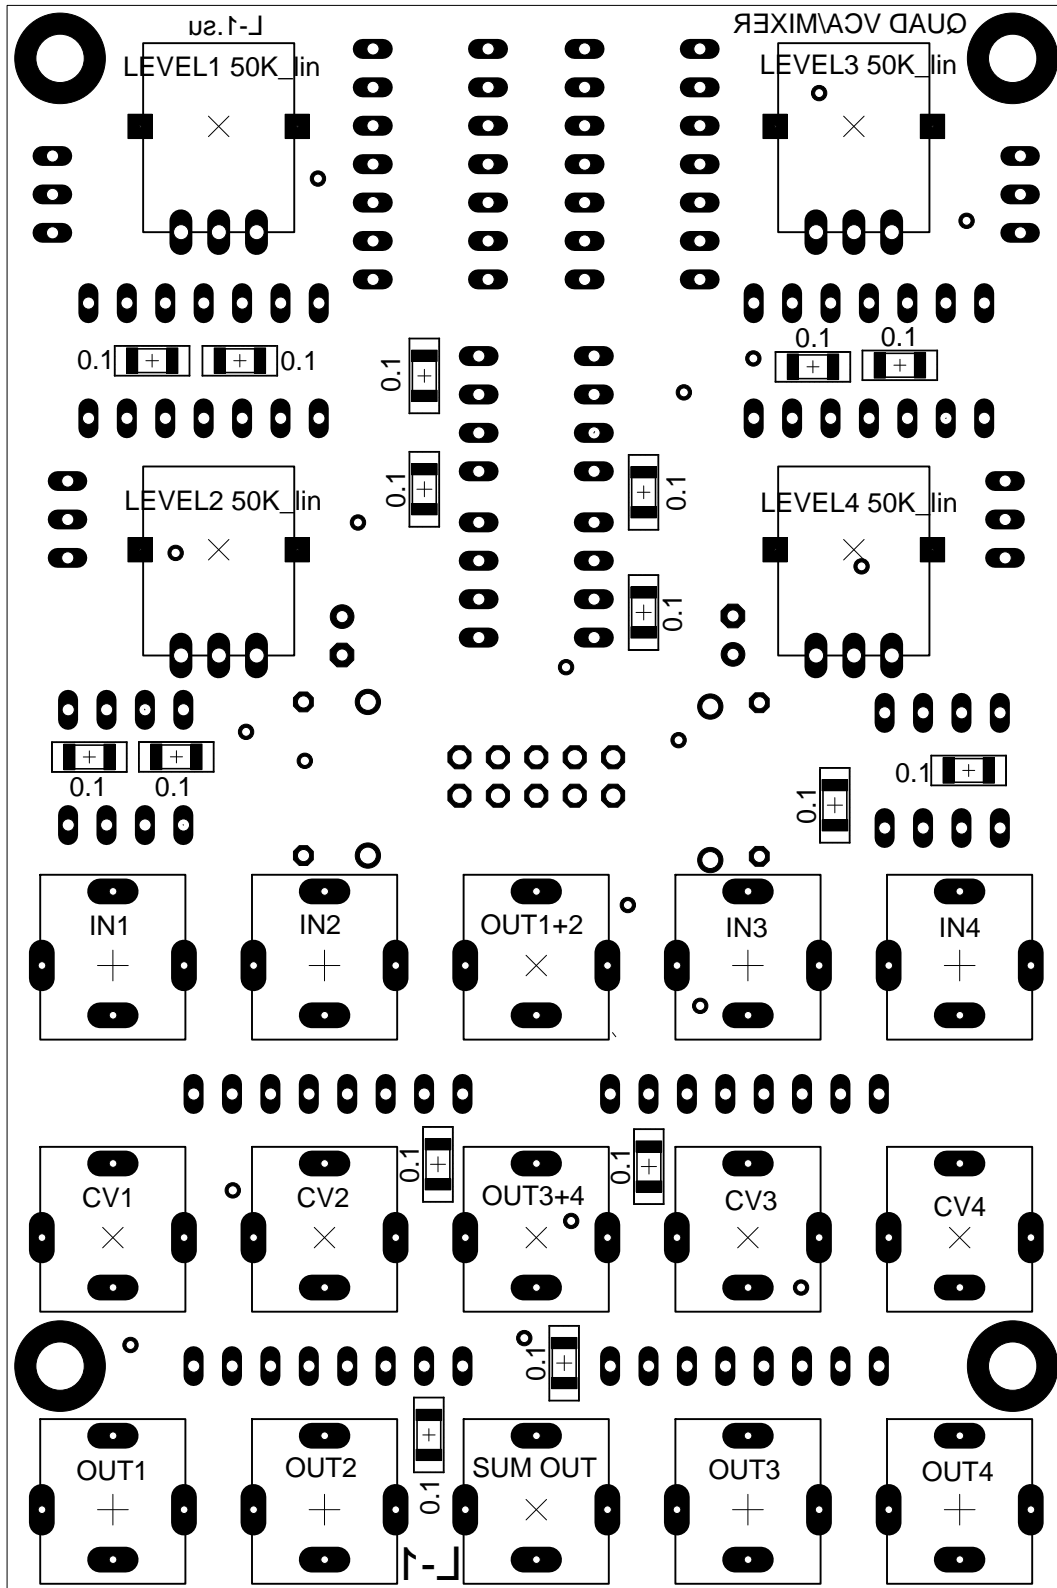 L-1.su
QUAD VCA/MIXER
LEVEL1 50K_lin
LEVEL3 50K_lin
0.1
0.1
0.1
0.1
0.1
LEVEL2 50K_lin
0.1
0.1
LEVEL4 50K_lin
0.1
0.1
0.1
0.1
0.1
IN1
IN2
OUT1+2
IN3
IN4
0.1
0.1
CV1
CV2
OUT3+4
CV3
CV4
0.1
OUT1
OUT2
0.1
SUM OUT
OUT3
OUT4
L-1